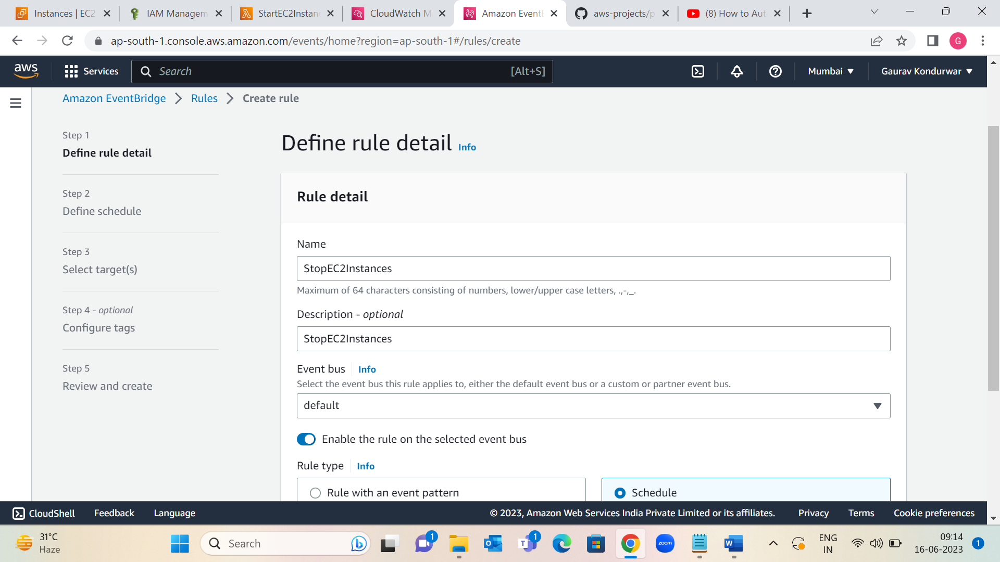 Instances | EC2
IAM Managem
StartEC2Instan
CloudWatch M
Amazon EventB
aws-projects/p
(8) How to Auto
ap-south-1.console.aws.amazon.com/events/home?region=ap-south-1#/rules/create
G
aws
Services
Search
[Alt+S]
Mumbai
Gaurav Kondurwar
Amazon EventBridge
Rules
Create rule
Step 1
Define rule detail
Step 2
Define schedule
Step 3
Select target(s)
Step 4 - optional
Configure tags
Step 5
Review and create
Define rule detail Info
Rule detail
Name
StopEC2Instances
Maximum of 64 characters consisting of numbers, lower/upper case letters, .,-,_.
Description - optional
StopEC2Instances
Event bus Info
Select the event bus this rule applies to, either the default event bus or a custom or partner event bus.
default
Enable the rule on the selected event bus
Rule type Info
Rule with an event pattern
Schedule
CloudShell
Feedback
Language
© 2023, Amazon Web Services India Private Limited or its affiliates.
Privacy
Terms
Cookie preferences
31°C
Haze
Search
1
1
zoom
W
ENG
IN
09:14
16-06-2023
1